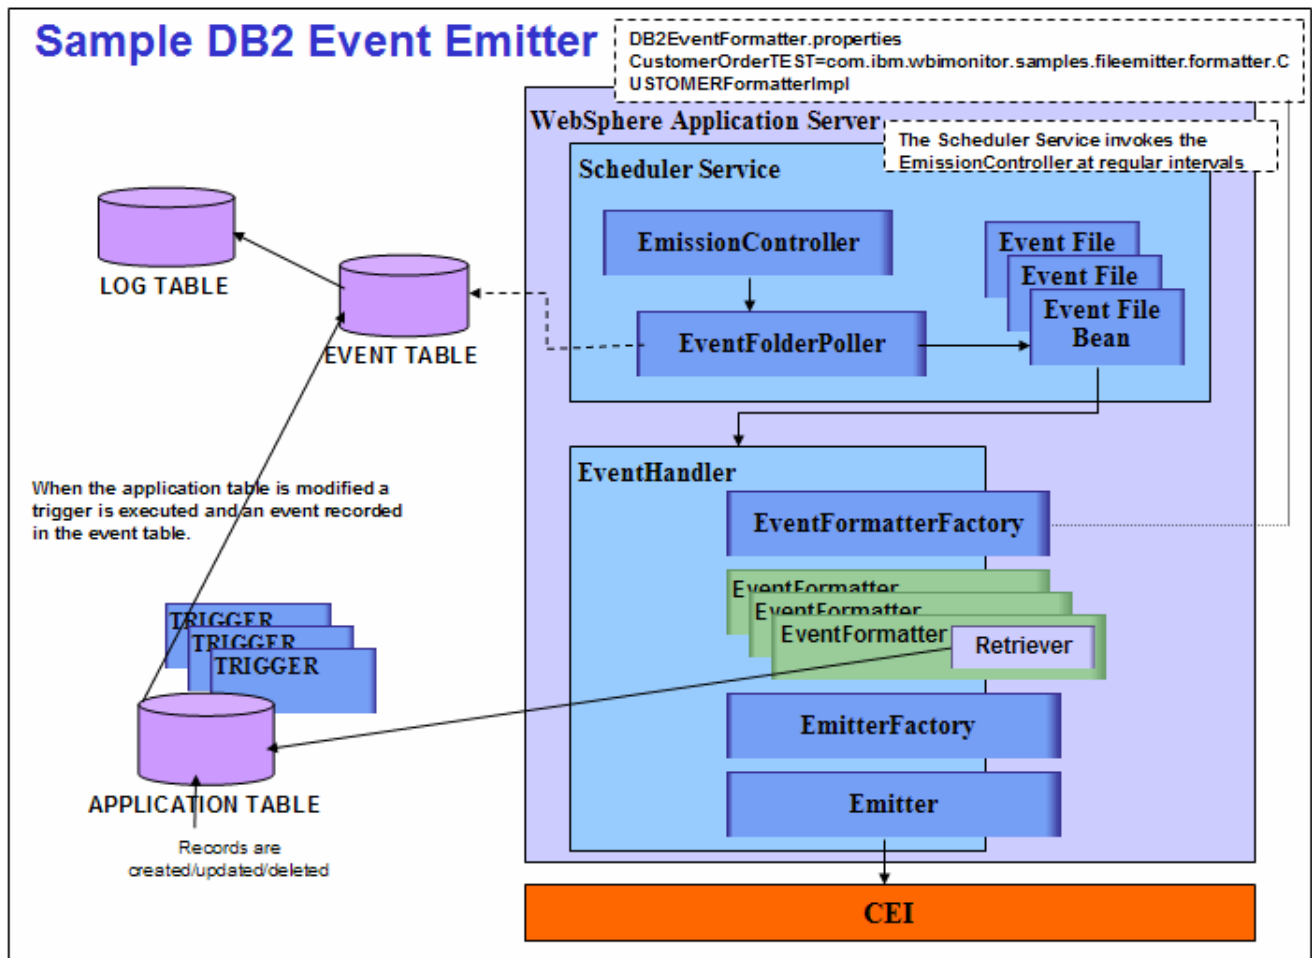 Sample DB2 Event Emitter
DB2EventFormatter.properties
CustomerOrderTEST=com.ibm.wbimonitor.samples.fileemitter.formatter.C
USTOMERFormatterImpl
WebSphere Application Server
The Scheduler Service invokes the
EmissionController at regular intervals
Scheduler Service
EmissionController
Event File
Event File
Event File
Bean
EventFolderPoller
LOG TABLE
EVENT TABLE
EventHandler
When the application table is modified a
trigger is executed and an event recorded
in the event table.
EventFormatterFactory
EventFormatter
EventFormatter
EventFormatter
Retriever
TRIGGER
TRIGGER
TRIGGER
EmitterFactory
Emitter
APPLICATION TABLE
Records are
created/updated/deleted
CEI